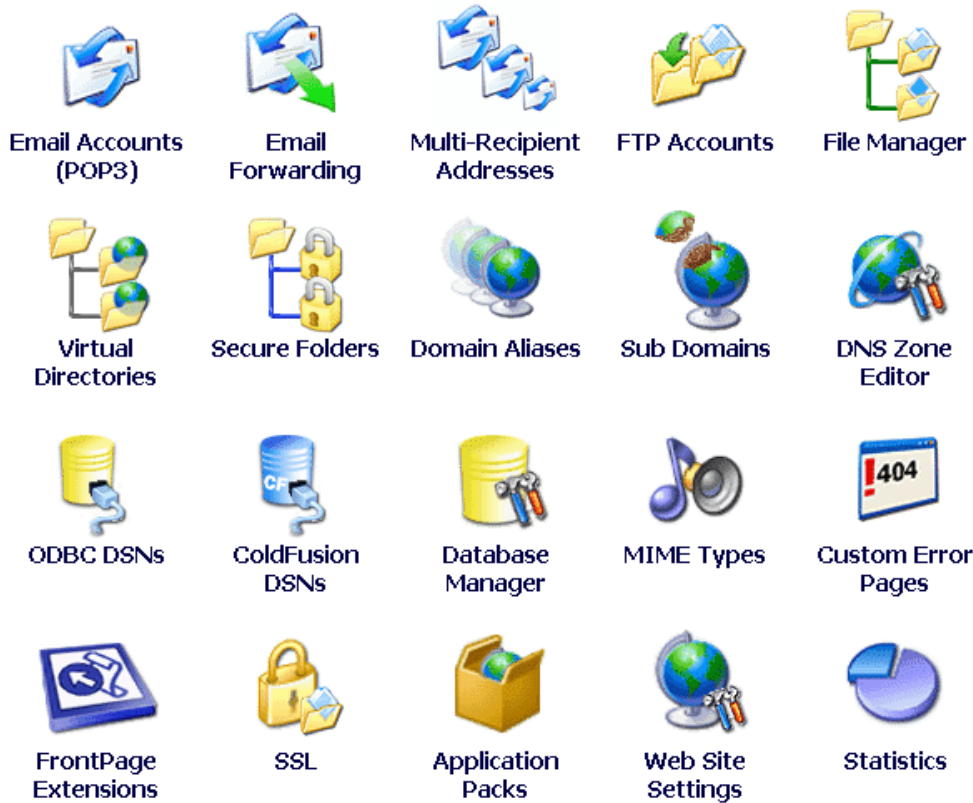 Email Accounts
(POP3)
Email
Forwarding
Multi-Recipient
Addresses
FTP Accounts
File Manager
Virtual
Directories
Secure Folders
Domain Aliases
Sub Domains
DNS Zone
Editor
ODBC DSNs
CF
ColdFusion
DSNs
Database
Manager
MIME Types
!404
Custom Error
Pages
FrontPage
Extensions
SSL
Application
Packs
Web Site
Settings
Statistics